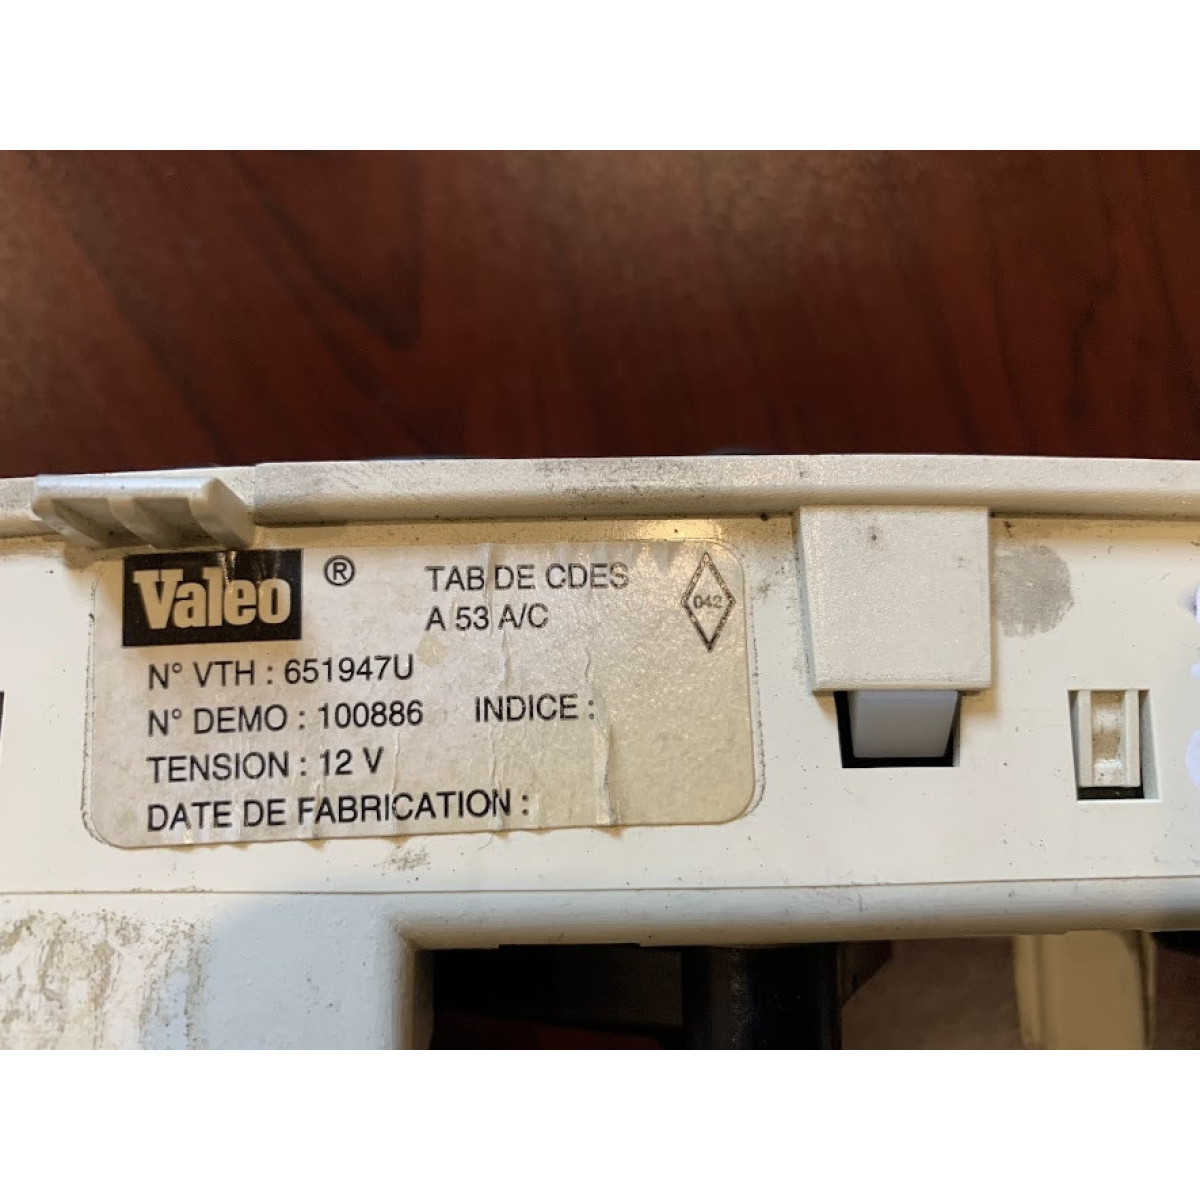 Valeo ®
TAB DE CDES
A 53 A/C
042
N° VTH : 651947U
N° DEMO : 100886 INDICE :
TENSION : 12 V
DATE DE FABRICATION :